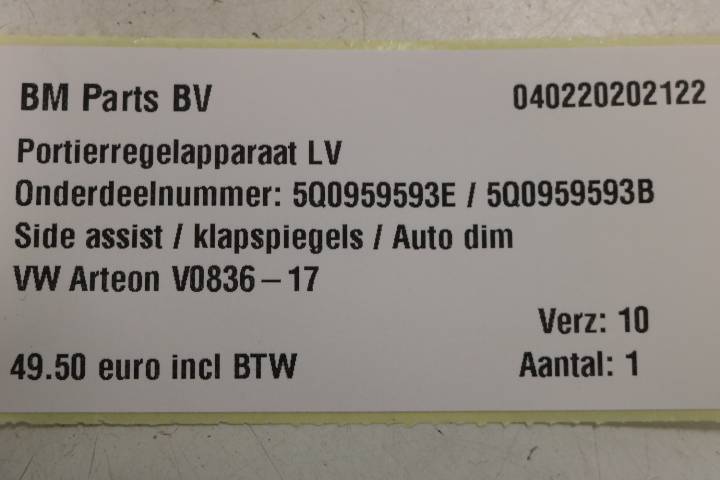 BM Parts BV 040220202122
Portierregelapparaat LV
Onderdeelnummer: 5Q0959593E / 5Q0959593B
Side assist / klapspiegels / Auto dim
VW Arteon V0836-17
Verz: 10
49.50 euro incl BTW Aantal: 1